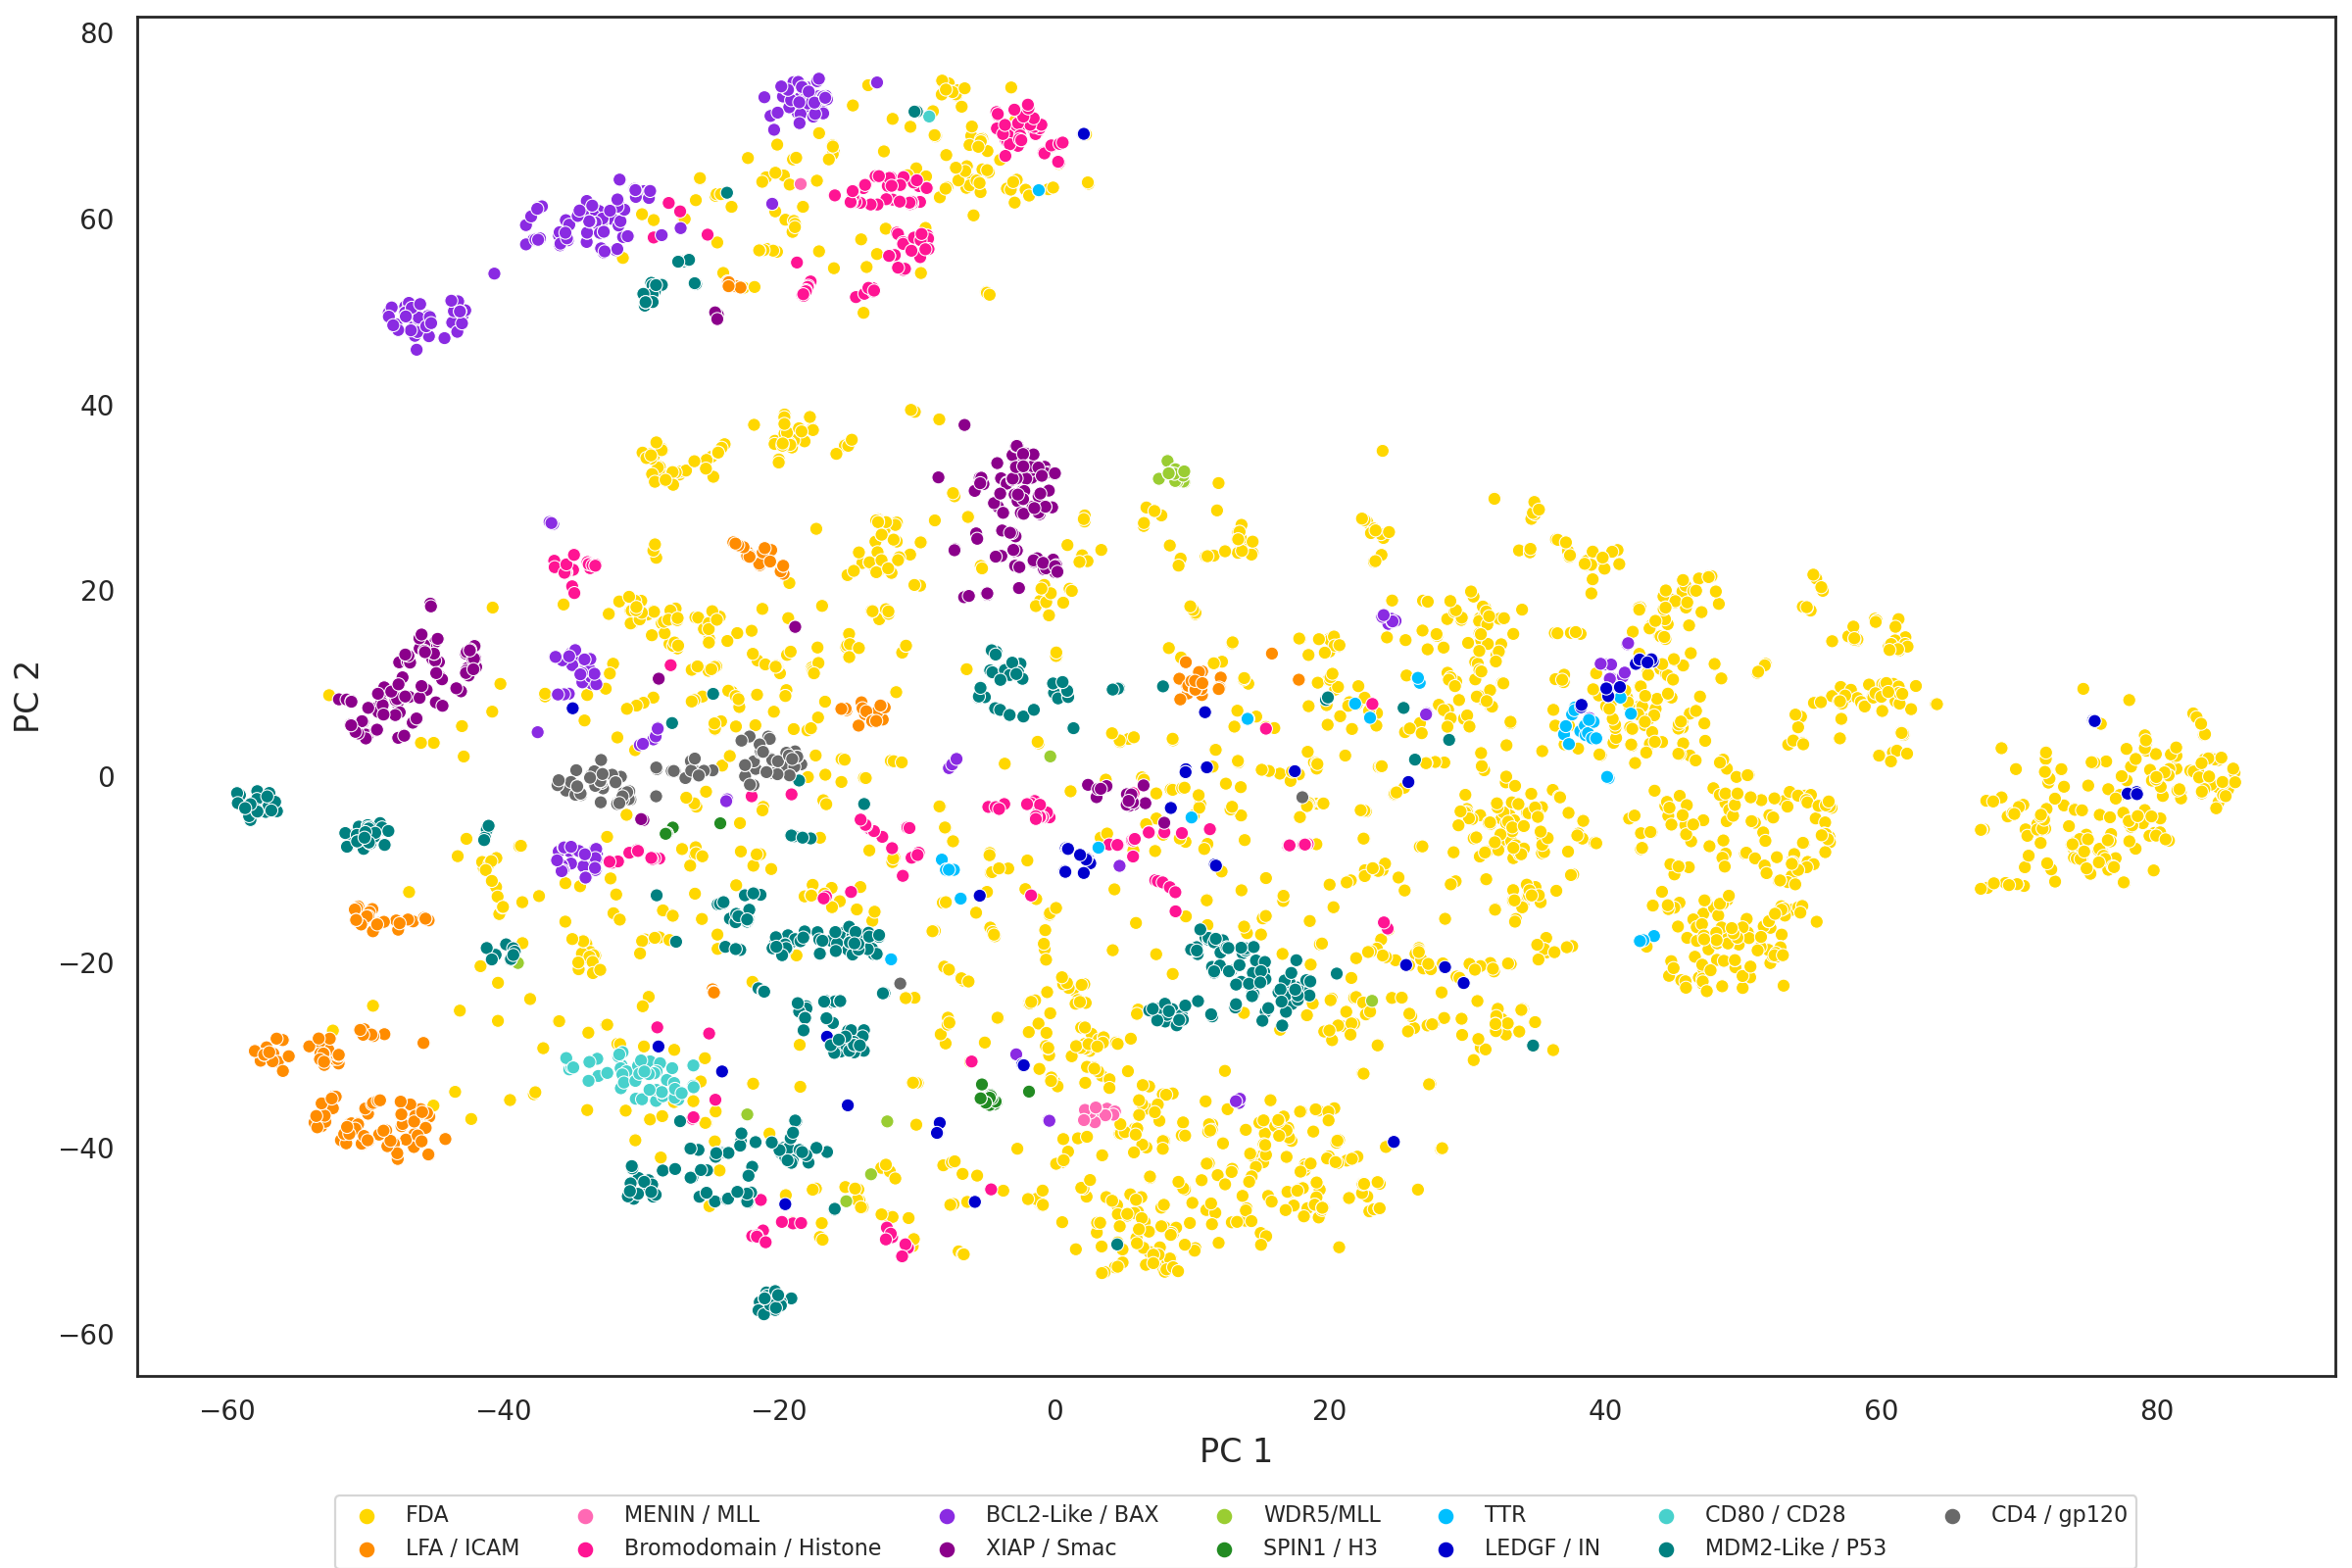 80
60
40
20
0
−20
−40
−60
PC 2
−60 −40 −20 0 20 40 60 80
PC 1
FDA MENIN / MLL BCL2-Like / BAX WDR5/MLL TTR CD80 / CD28 CD4 / gp120
LFA / ICAM Bromodomain / Histone XIAP / Smac SPIN1 / H3 LEDGF / IN MDM2-Like / P53